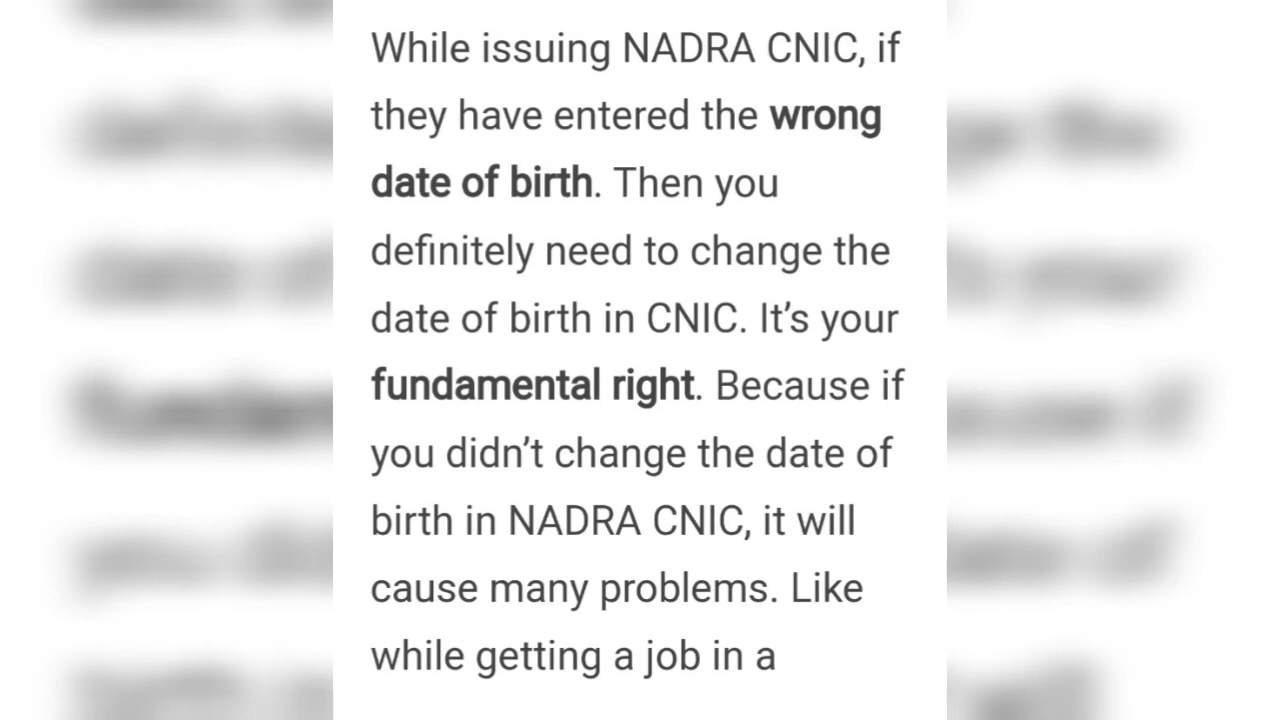 While issuing NADRA CNIC, if
they have entered the wrong
date of birth. Then you
definitely need to change the
date of birth in CNIC. It’s your
fundamental right. Because if
you didn’t change the date of
birth in NADRA CNIC, it will
cause many problems. Like
while getting a job in a